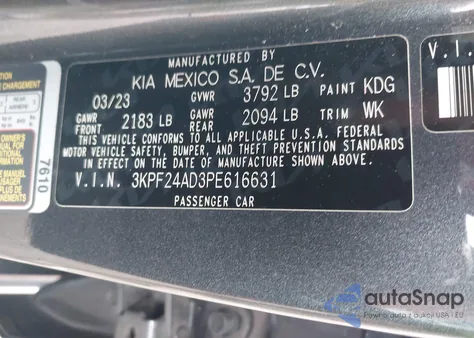 MANUFACTURED BY
KIA MEXICO S.A. DE C.V.
03/23 GVWR 3792 LB PAINT KDG
GAWR FRONT 2183 LB GAWR REAR 2094 LB TRIM WK
THIS VEHICLE CONFORMS TO ALL APPLICABLE U.S.A. FEDERAL
MOTOR VEHICLE SAFETY, BUMPER, AND THEFT PREVENTION STANDARDS
IN EFFECT ON THE DATE OF MANUFACTURE SHOWN ABOVE.
V.I.N. 3KPF24AD3PE616631
PASSENGER CAR
7610
V.I.
autoSnap